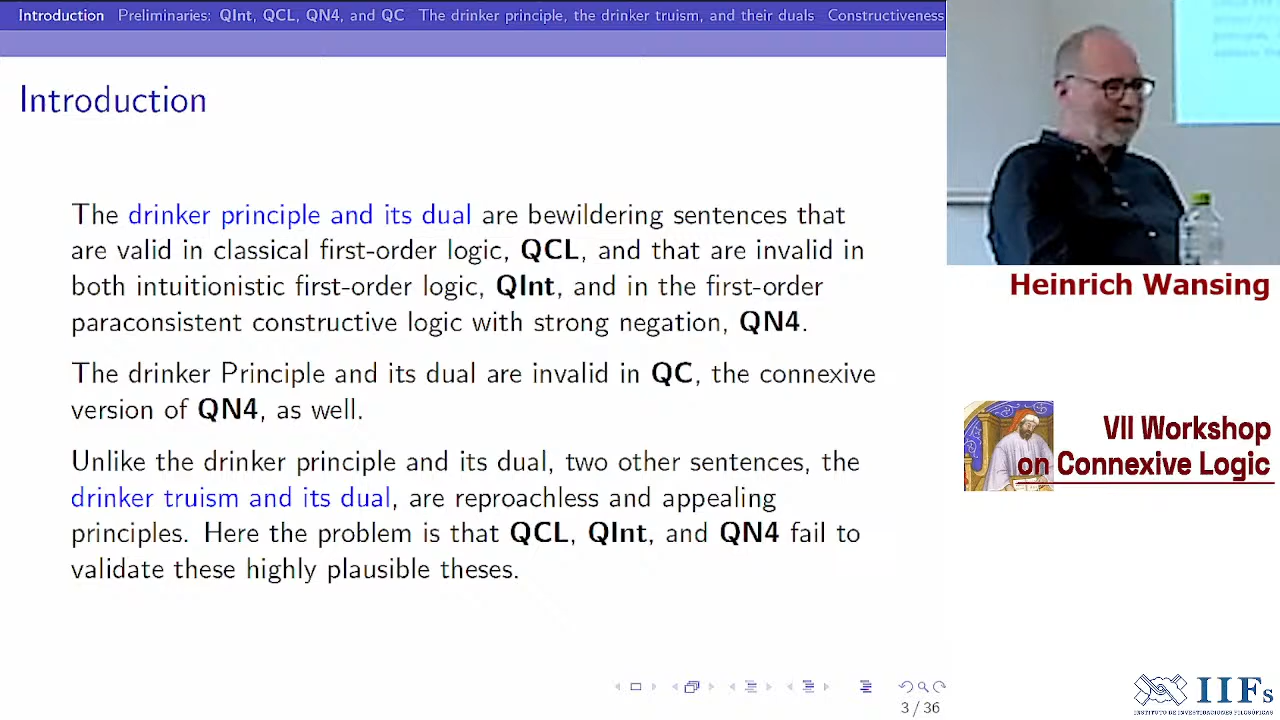 Introduction Preliminaries: QInt, QCL, QN4, and QC The drinker principle, the drinker truism, and their duals Constructiveness
Introduction
The drinker principle and its dual are bewildering sentences that
are valid in classical first-order logic, QCL, and that are invalid in
both intuitionistic first-order logic, QInt, and in the first-order
paraconsistent constructive logic with strong negation, QN4.
The drinker Principle and its dual are invalid in QC, the connexive
version of QN4, as well.
Unlike the drinker principle and its dual, two other sentences, the
drinker truism and its dual, are reproachless and appealing
principles. Here the problem is that QCL, QInt, and QN4 fail to
validate these highly plausible theses.
3 / 36
Heinrich Wansing
VII Workshop
on Connexive Logic
IIFs
INSTITUTO DE INVESTIGACIONES FILOSÓFICAS